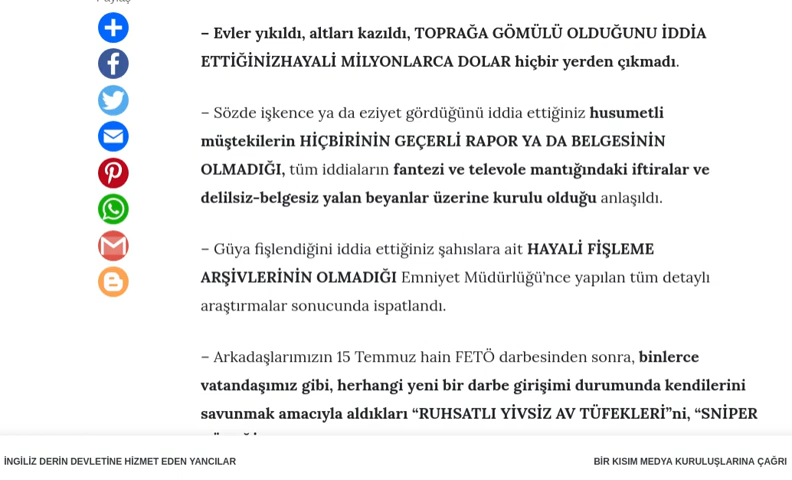 – Evler yıkıldı, altları kazıldı, TOPRAĞA GÖMÜLÜ OLDUĞUNU İDDİA
ETTİĞİNİZHAYALİ MİLYONLARCA DOLAR hiçbir yerden çıkmadı.
– Sözde işkence ya da eziyet gördüğünü iddia ettiğiniz husumetli
müştekilerin HİÇBİRİNİN GEÇERLİ RAPOR YA DA BELGESİNİN
OLMADIĞI, tüm iddiaların fantezi ve televole mantığındaki iftiralar ve
delilsiz-belgesiz yalan beyanlar üzerine kurulu olduğu anlaşıldı.
– Güya fişlendiğini iddia ettiğiniz şahıslara ait HAYALİ FİŞLEME
ARŞİVLERİNİN OLMADIĞI Emniyet Müdürlüğü’nce yapılan tüm detaylı
araştırmalar sonucunda ispatlandı.
– Arkadaşlarımızın 15 Temmuz hain FETÖ darbesinden sonra, binlerce
vatandaşımız gibi, herhangi yeni bir darbe girişimi durumunda kendilerini
savunmak amacıyla aldıkları “RUHSATLI YİVSİZ AV TÜFEKLERİ”ni, “SNİPER
İNGİLİZ DERİN DEVLETİNE HİZMET EDEN YANCILAR
BİR KISIM MEDYA KURULUŞLARINA ÇAĞRI